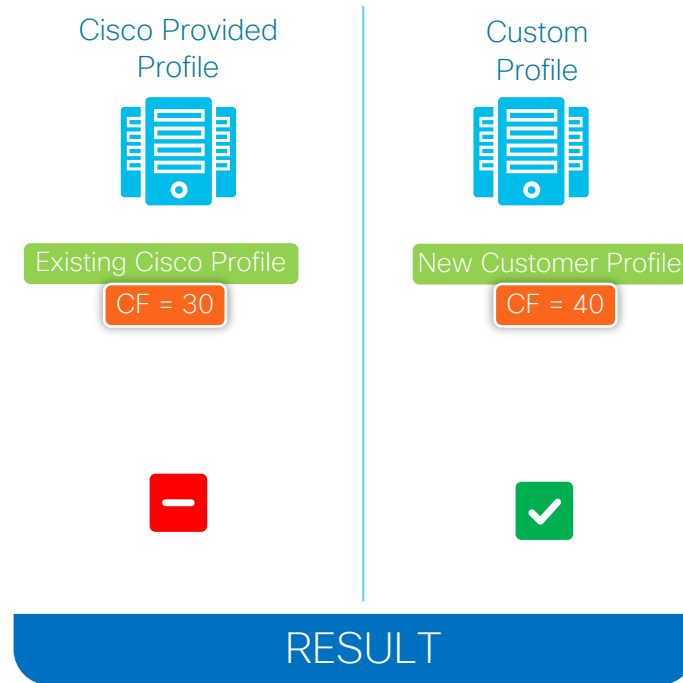 Cisco Provided
Profile
Existing Cisco Profile
CF = 30
Custom
Profile
New Customer Profile
CF = 40
RESULT